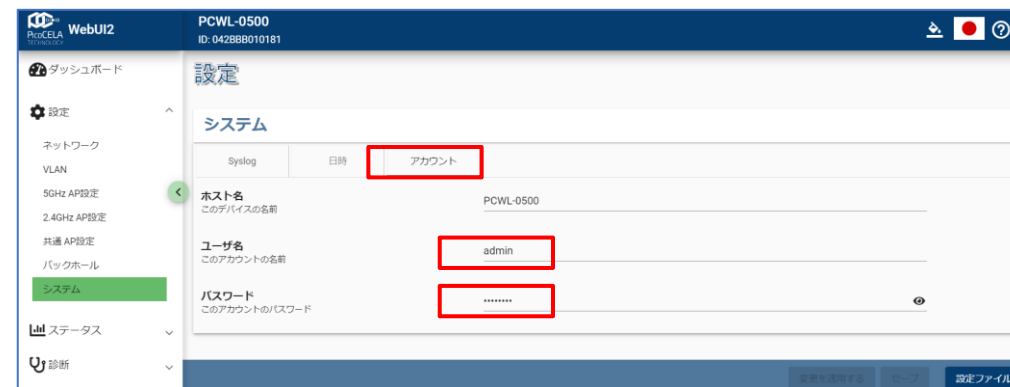 PicoCELA
TECHNOLOGY
WebUI2
PCWL-0500
ID: 042BBB010181
ダッシュボード
設定
ネットワーク
VLAN
5GHz AP設定
2.4GHz AP設定
共通 AP設定
バックホール
システム
ステータス
診断
設定
システム
Syslog
日時
アカウント
ホスト名
このデバイスの名前
PCWL-0500
ユーザ名
このアカウントの名前
admin
パスワード
このアカウントのパスワード
••••••••
変更を適用する
セーブ
設定ファイル